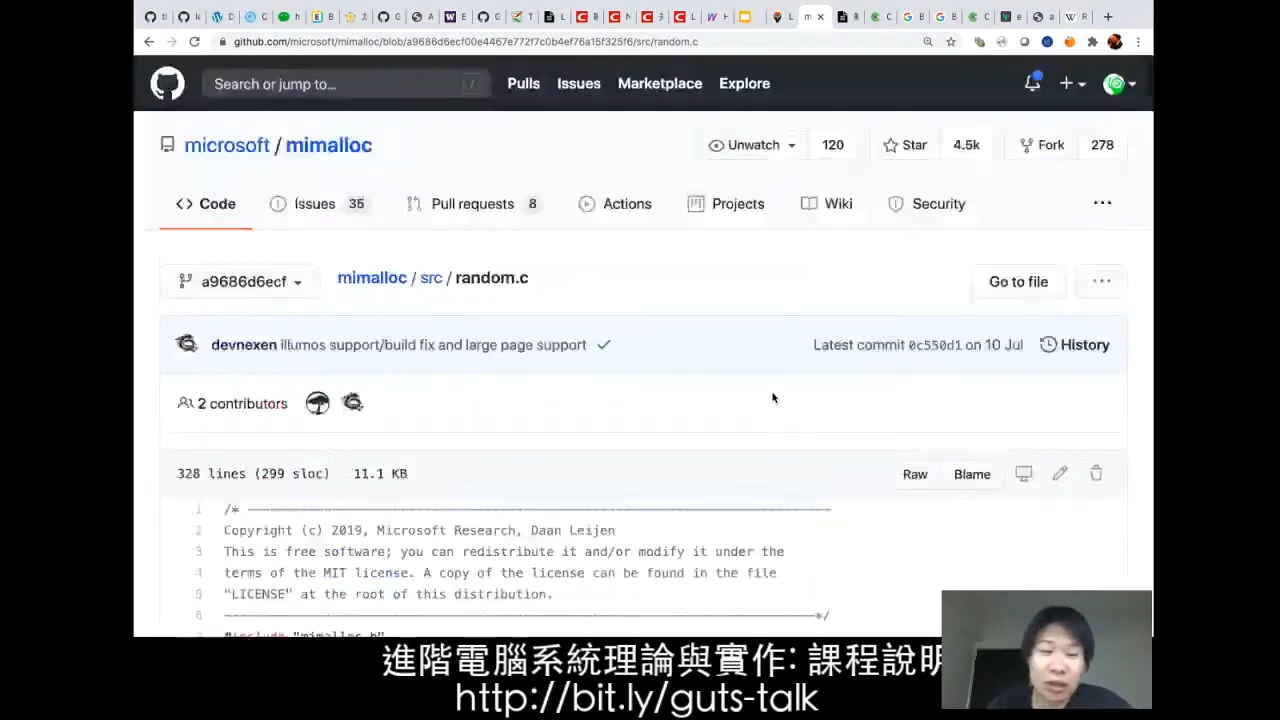 github.com/microsoft/mimalloc/blob/a9686d6ecf00e4467e772f7c0b4ef76a15f325f6/src/random.c
Search or jump to… /
Pulls Issues Marketplace Explore
microsoft / mimalloc
Unwatch 120 Star 4.5k Fork 278
Code Issues 35 Pull requests 8 Actions Projects Wiki Security
a9686d6ecf mimalloc / src / random.c Go to file
devnexen illumos support/build fix and large page support Latest commit 0c550d1 on 10 Jul History
2 contributors
328 lines (299 sloc) 11.1 KB Raw Blame
1 /* ----------------------------------------------------------------------------
2 Copyright (c) 2019, Microsoft Research, Daan Leijen
3 This is free software; you can redistribute it and/or modify it under the
4 terms of the MIT license. A copy of the license can be found in the file
5 "LICENSE" at the root of this distribution.
6 -----------------------------------------------------------------------------*/
#include "mimalloc.h"
進階電腦系統理論與實作: 課程說明
http://bit.ly/guts-talk